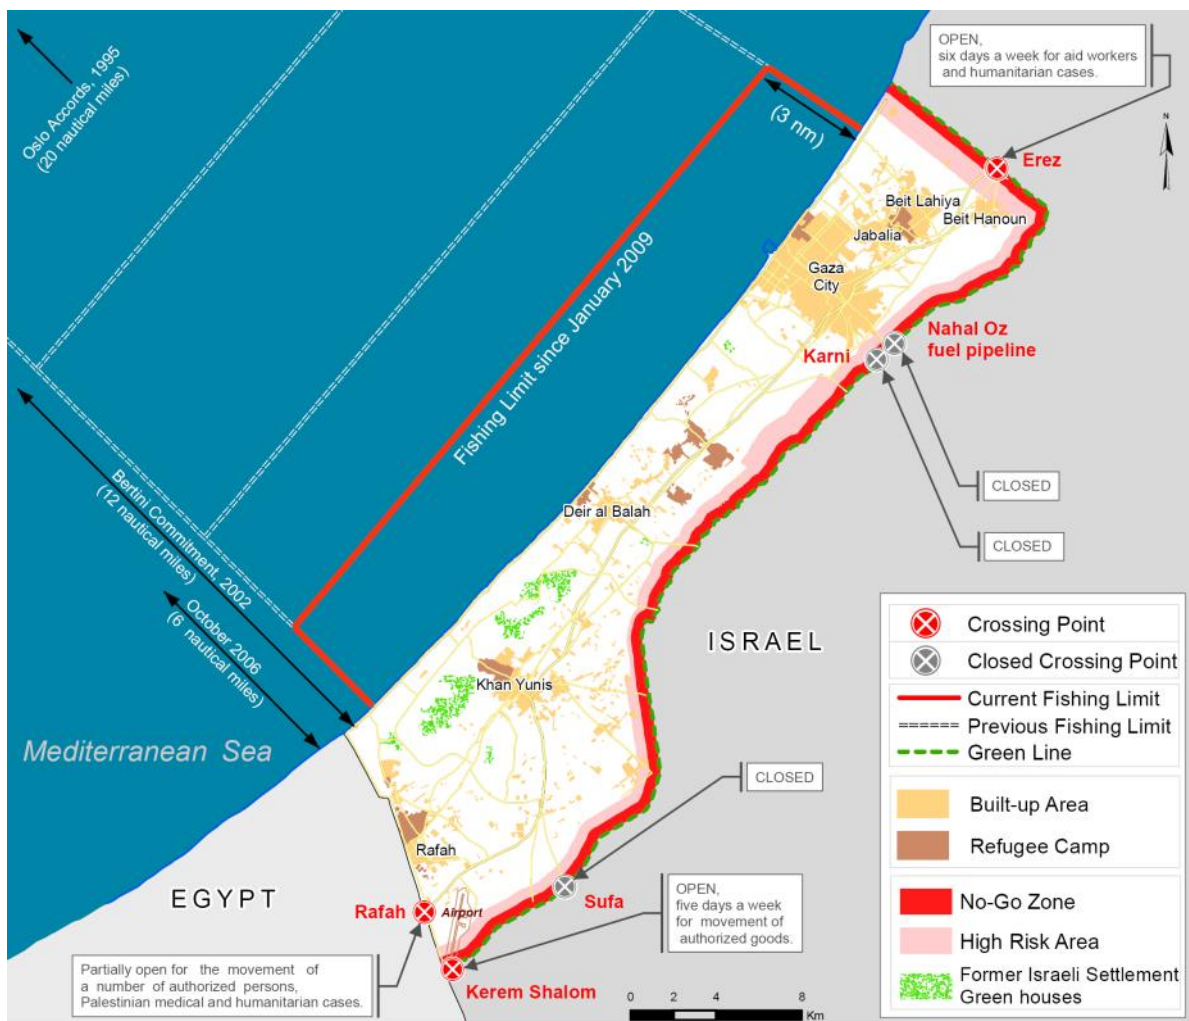 Oslo Accords, 1995
(20 nautical miles)
OPEN,
six days a week for aid workers
and humanitarian cases.
N
(3 nm)
Erez
Beit Lahiya
Beit Hanoun
Jabalia
Gaza
City
Fishing Limit since January 2009
Nahal Oz
fuel pipeline
Karni
CLOSED
CLOSED
Deir al Balah
Bertini Commitment, 2002
(12 nautical miles)
October 2006
(6 nautical miles)
ISRAEL
Khan Yunis
Mediterranean Sea
CLOSED
Rafah
EGYPT
Rafah
Airport
Sufa
OPEN,
five days a week
for movement of
authorized goods.
Partially open for the movement of
a number of authorized persons,
Palestinian medical and humanitarian cases.
Kerem Shalom
0 2 4 8
Km
Crossing Point
Closed Crossing Point
Current Fishing Limit
Previous Fishing Limit
Green Line
Built-up Area
Refugee Camp
No-Go Zone
High Risk Area
Former Israeli Settlement
Green houses